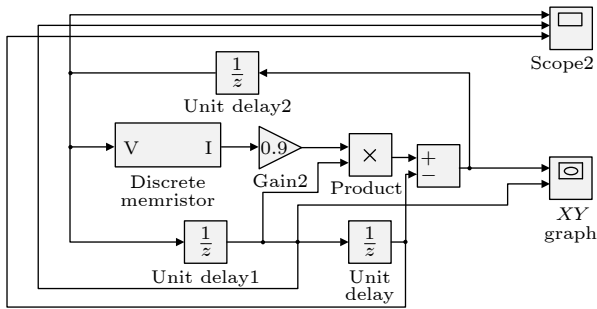 Scope2
1
z
Unit delay2
V
I
0.9
×
+
−
Discrete
memristor
Gain2
Product
XY
graph
1
z
Unit delay1
1
z
Unit
delay